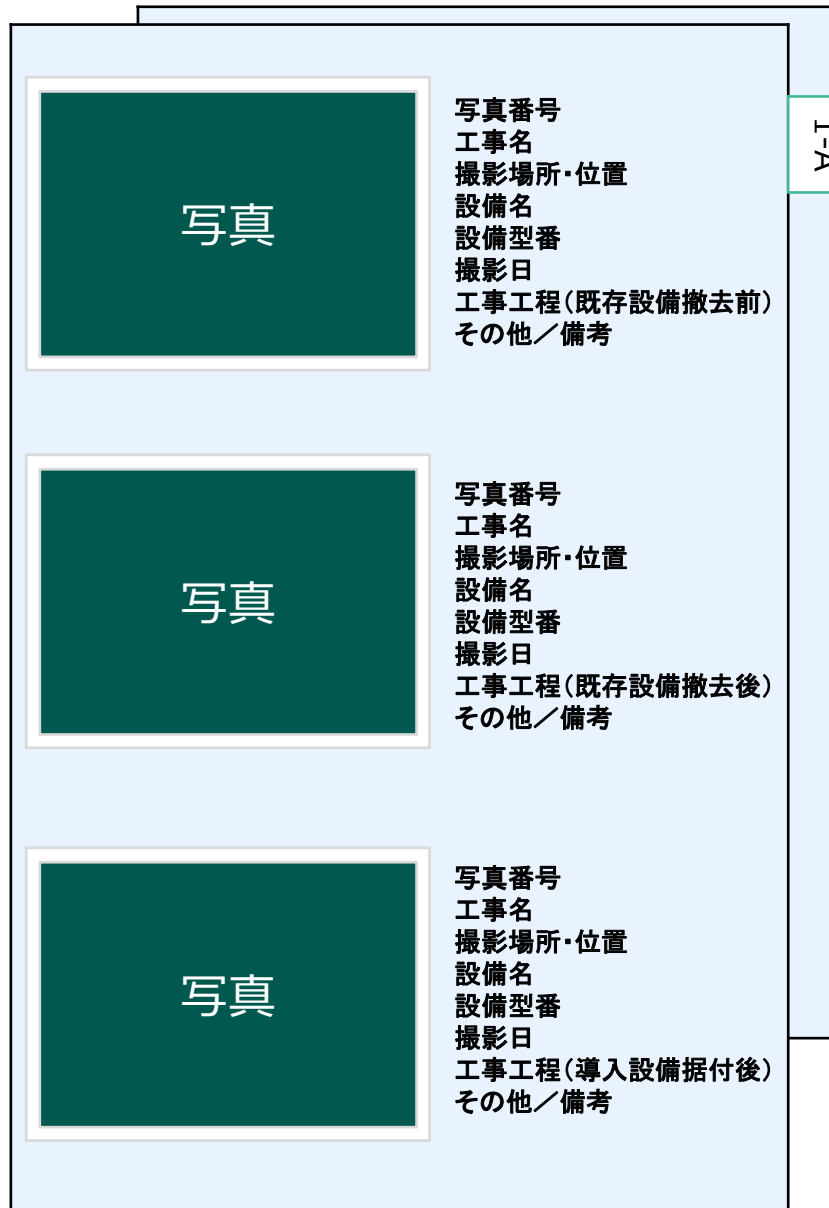 写真
写真番号
工事名
撮影場所・位置
設備名
設備型番
撮影日
工事工程(既存設備撤去前)
その他／備考
写真
写真番号
工事名
撮影場所・位置
設備名
設備型番
撮影日
工事工程(既存設備撤去後)
その他／備考
写真
写真番号
工事名
撮影場所・位置
設備名
設備型番
撮影日
工事工程(導入設備据付後)
その他／備考